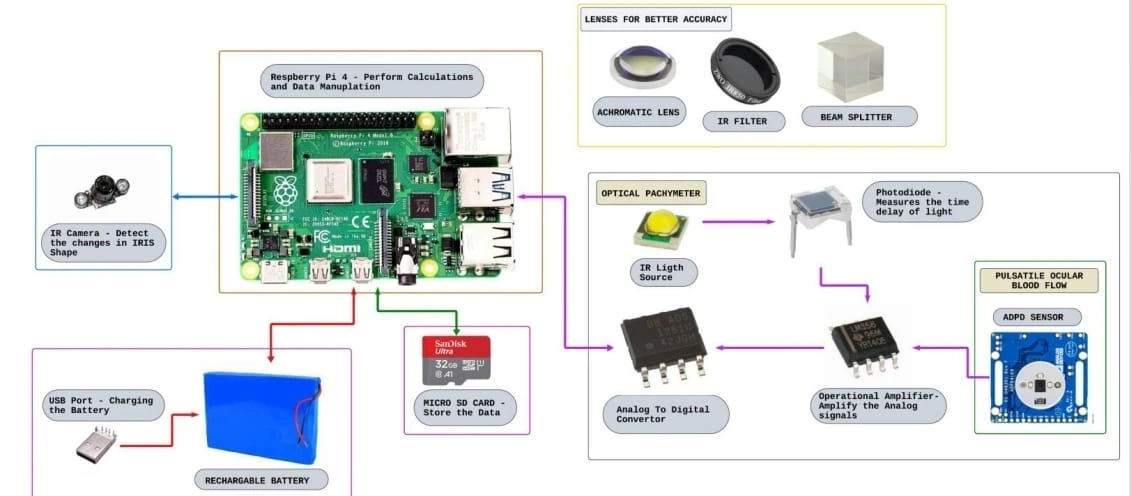 LENSES FOR BETTER ACCURACY
ACHROMATIC LENS
IR FILTER
BEAM SPLITTER
Respberry Pi 4 - Perform Calculations
and Data Manuplation
Raspberry Pi 4 Model B
© Raspberry Pi 2018
FCC
CE
HDMI
IR Camera - Detect
the changes in IRIS
Shape
OPTICAL PACHYMETER
IR Ligth
Source
Photodiode -
Measures the time
delay of light
PULSATILE OCULAR
BLOOD FLOW
ADPD SENSOR
LM358
Analog To Digital
Convertor
Operational Amplifier-
Amplify the Analog
signals
SanDisk
Ultra
32GB
A1
MICRO SD CARD -
Store the Data
USB Port - Charging
the Battery
RECHARGABLE BATTERY